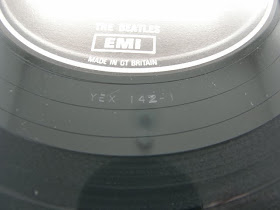 THE BEATLES
EMI
MADE IN GT BRITAIN
YEX 142-1